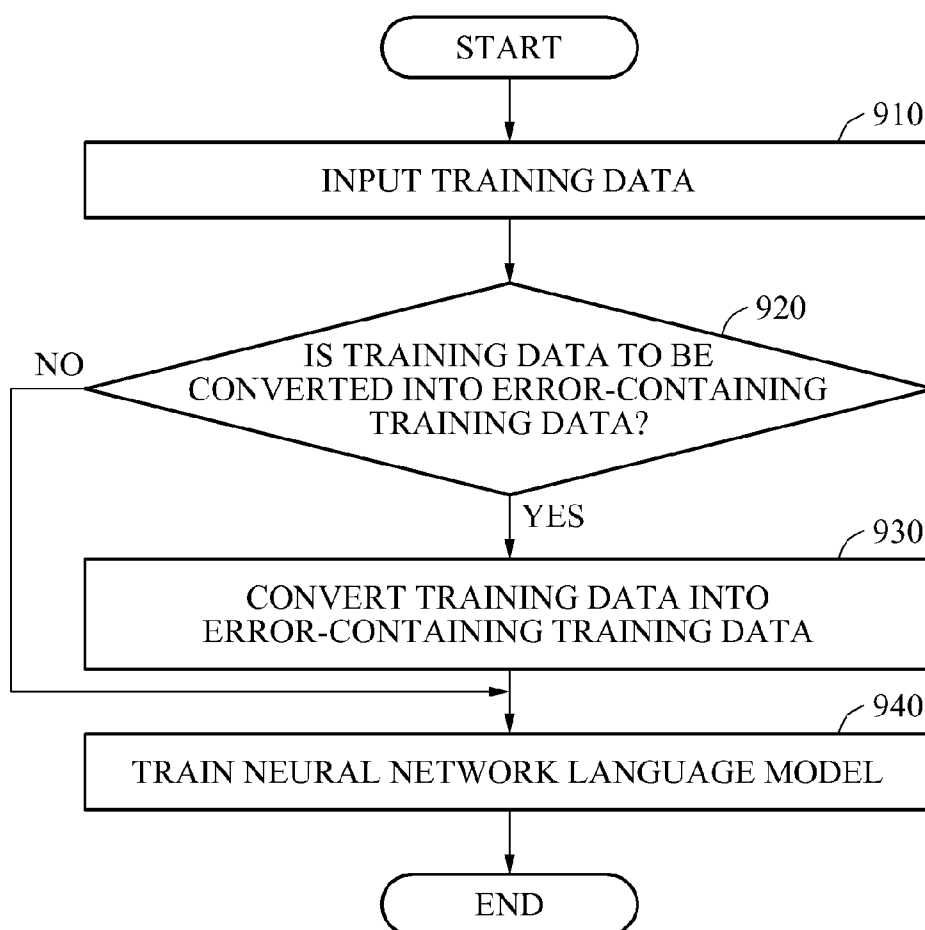 START
910
INPUT TRAINING DATA
920
NO
IS TRAINING DATA TO BE
CONVERTED INTO ERROR-CONTAINING
TRAINING DATA?
YES
930
CONVERT TRAINING DATA INTO
ERROR-CONTAINING TRAINING DATA
940
TRAIN NEURAL NETWORK LANGUAGE MODEL
END